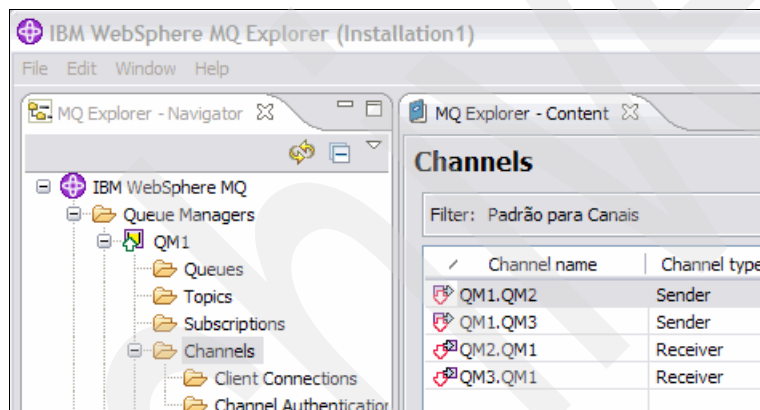 IBM WebSphere MQ Explorer (Installation1)
File Edit Window Help
MQ Explorer - Navigator
MQ Explorer - Content
Channels
IBM WebSphere MQ
Queue Managers
QM1
Queues
Topics
Subscriptions
Channels
Client Connections
Channel Authentication
Filter: Padrão para Canais
Channel name Channel type
QM1.QM2 Sender
QM1.QM3 Sender
QM2.QM1 Receiver
QM3.QM1 Receiver